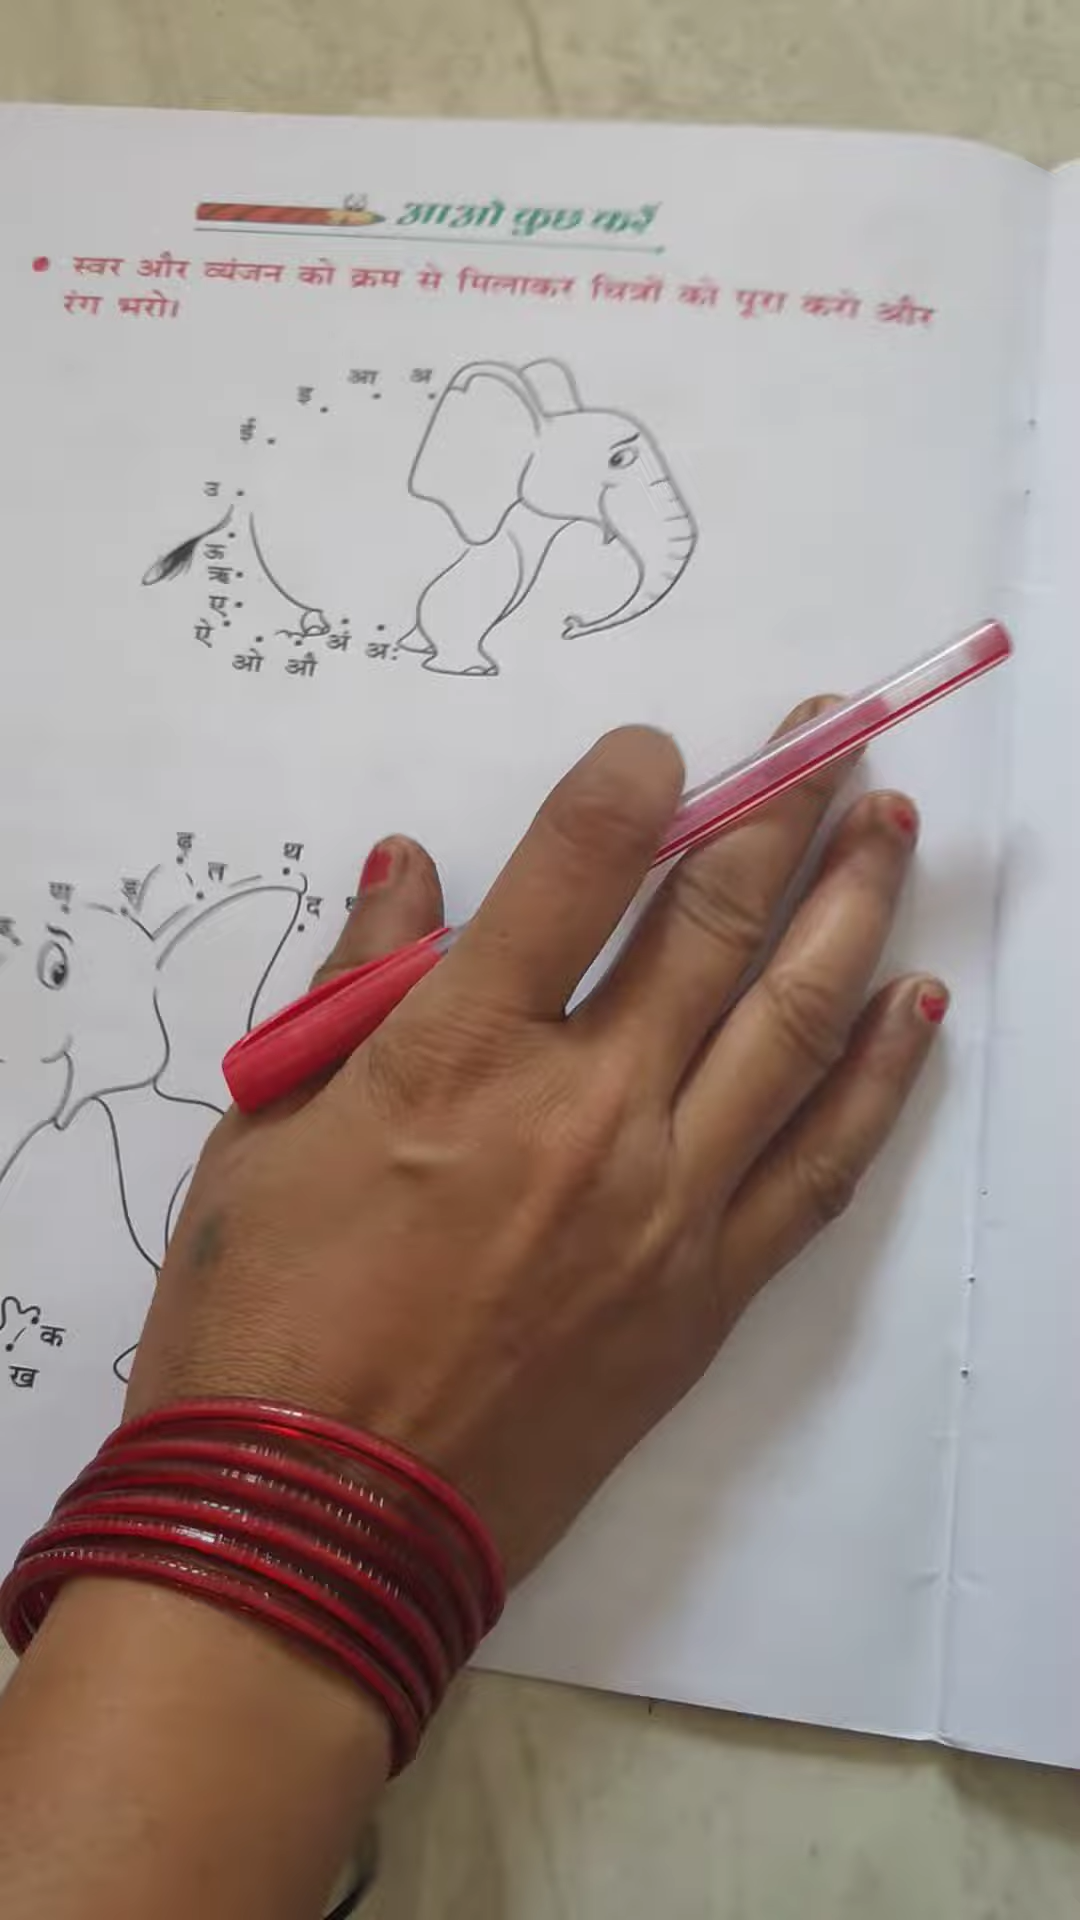 आओ कुछ करें
• स्वर और व्यंजन को क्रम से मिलाकर चित्रों को पूरा करो और
रंग भरो।
इ आ अ
ई
उ
ऊ
ऋ
ए
ऐ ओ औ अं अः
ण ड़ ढ़ त थ
द
क
ख